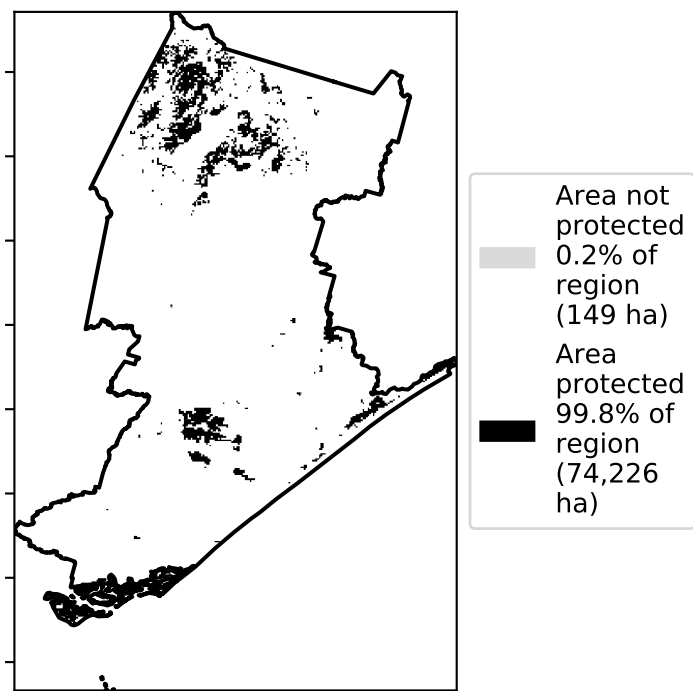 Area not
protected
0.2% of
region
(149 ha)
Area
protected
99.8% of
region
(74,226
ha)